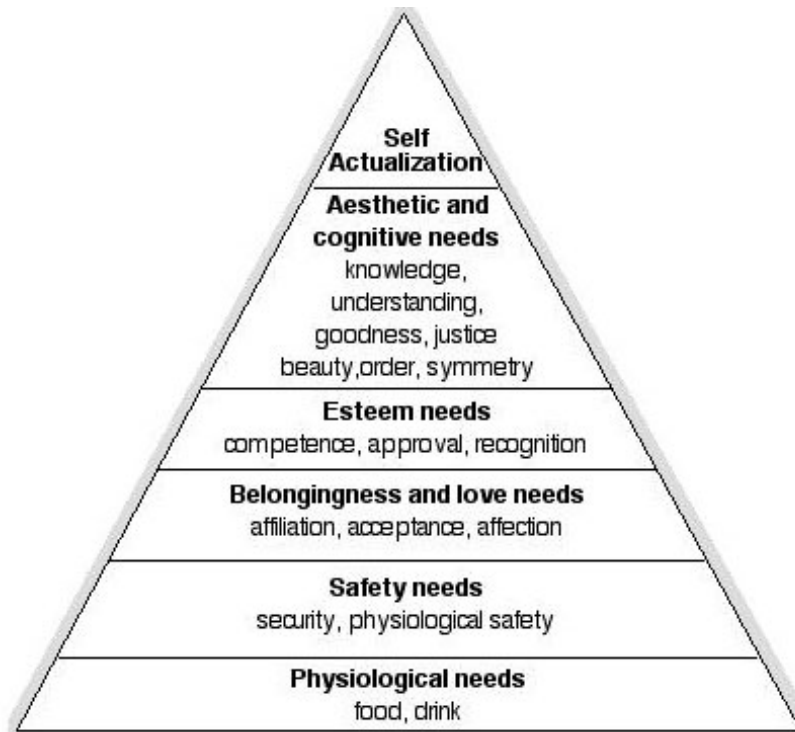 Self
Actualization
Aesthetic and
cognitive needs
knowledge,
understanding,
goodness, justice
beauty,order, symmetry
Esteem needs
competence, approval, recognition
Belongingness and love needs
affiliation, acceptance, affection
Safety needs
security, physiological safety
Physiological needs
food, drink